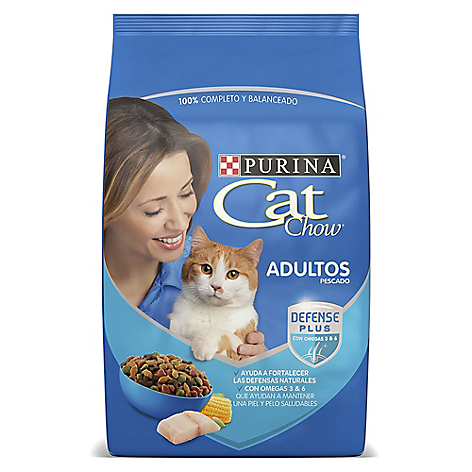 100% COMPLETO Y BALANCEADO
PURINA®
Cat
Chow®
ADULTOS
PESCADO
DEFENSE
PLUS
CON OMEGAS 3 & 6
✓ AYUDA A FORTALECER
LAS DEFENSAS NATURALES
✓ CON OMEGAS 3 & 6
QUE AYUDAN A MANTENER
UNA PIEL Y PELO SALUDABLES